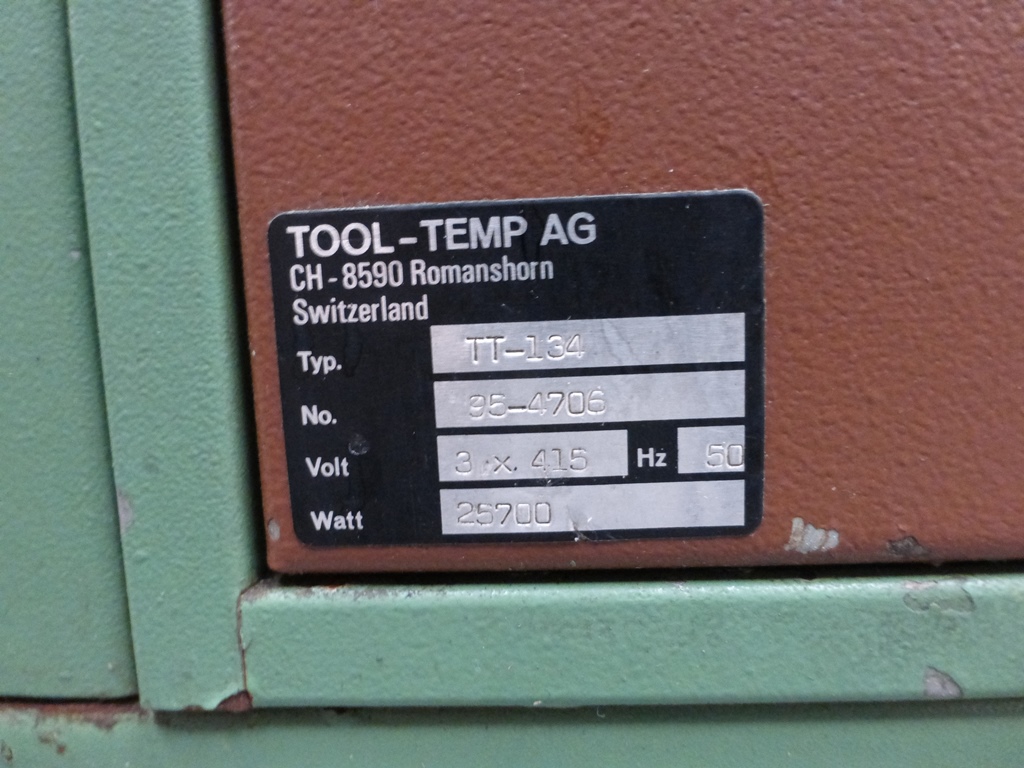 TOOL-TEMP AG
CH-8590 Romanshorn
Switzerland
Typ. TT-134
No. 95-4706
Volt 3 x 415 Hz 50
Watt 25700